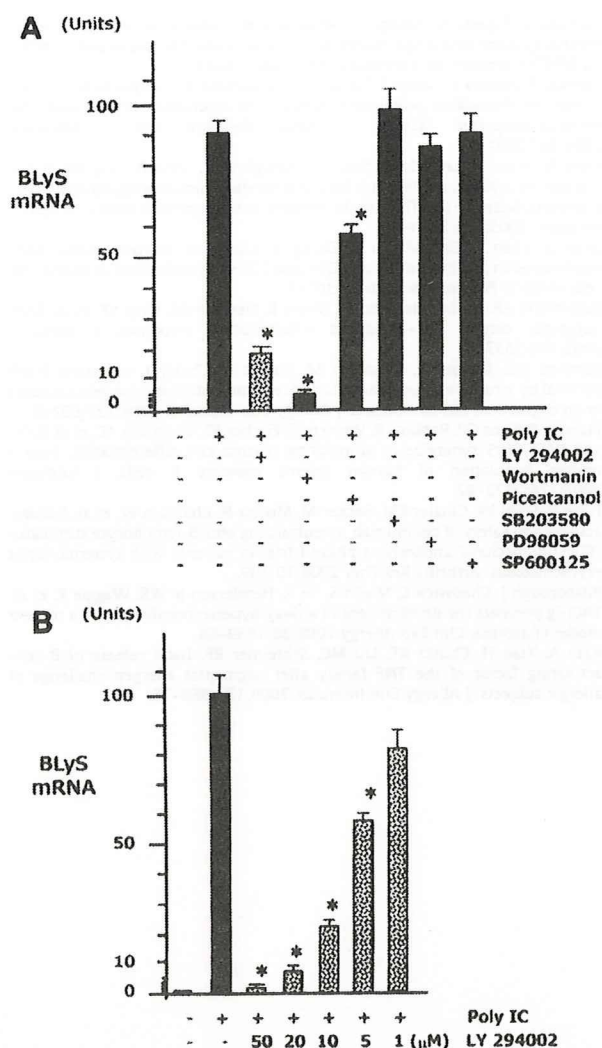 A (Units)
100
BLyS
mRNA
50
10
0
- + + + + + + + Poly IC
- - + - - - - - LY 294002
- - - + - - - - Wortmanin
- - - - + - - - Piceatannol
- - - - - + - - SB203580
- - - - - - + - PD98059
- - - - - - - + SP600125
* * *
B (Units)
100
BLyS
mRNA
50
10
0
* * * *
- + + + + + + Poly IC
- - 50 20 10 5 1 (μM) LY 294002